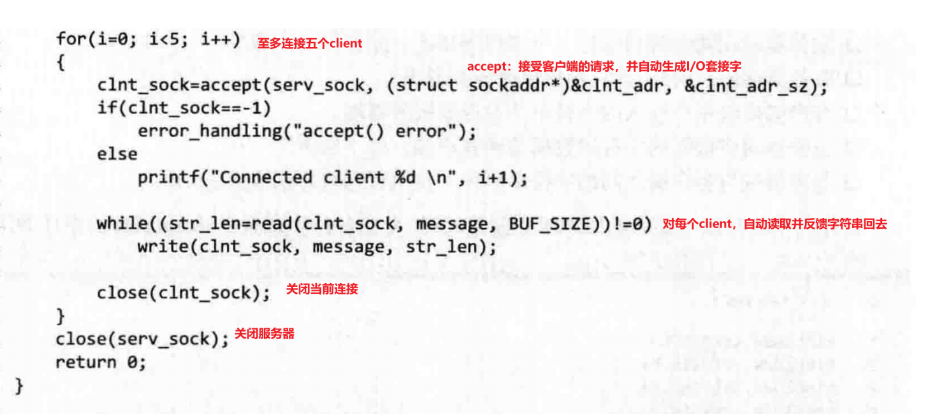 for(i=0; i<5; i++) 至多连接五个client
{
accept：接受客户端的请求，并自动生成I/O套接字
clnt_sock=accept(serv_sock, (struct sockaddr*)&clnt_adr, &clnt_adr_sz);
if(clnt_sock==-1)
error_handling("accept() error");
else
printf("Connected client %d \n", i+1);
while((str_len=read(clnt_sock, message, BUF_SIZE))!=0) 对每个client，自动读取并反馈字符串回去
write(clnt_sock, message, str_len);
close(clnt_sock); 关闭当前连接
}
close(serv_sock); 关闭服务器
return 0;
}